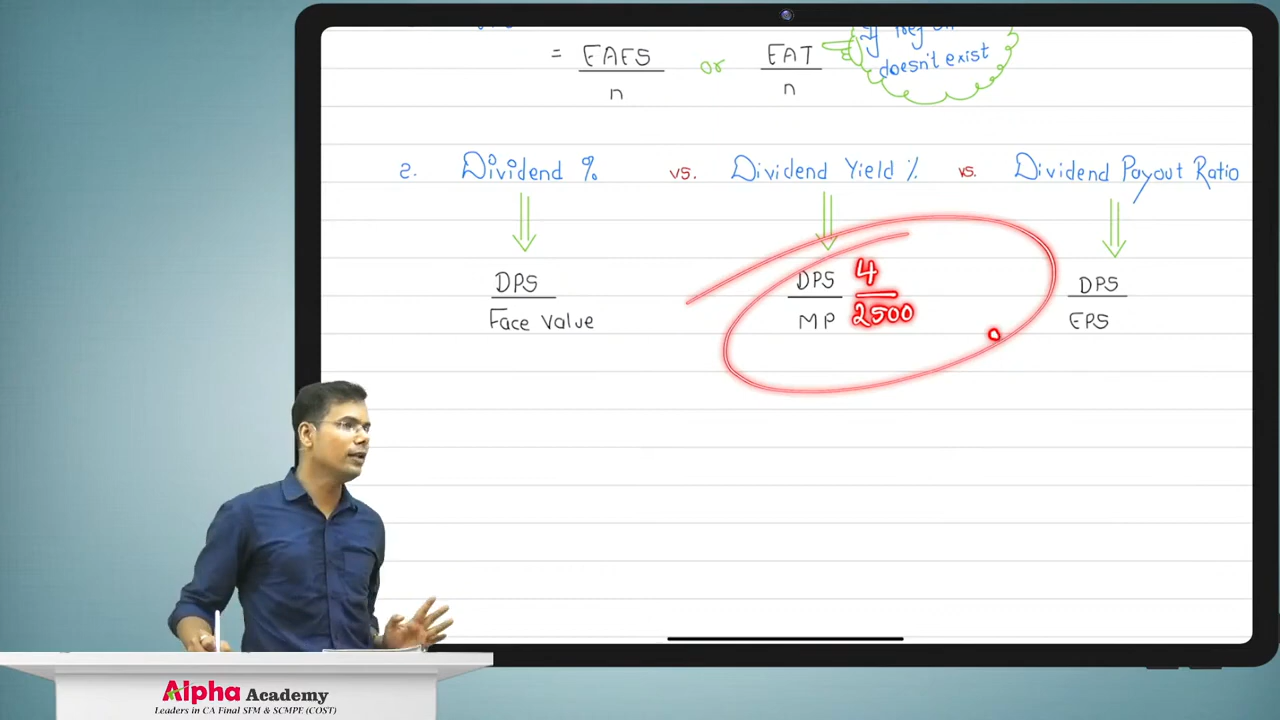 = EAFS/n or EAT/n
doesn't exist
2. Dividend % vs. Dividend Yield % vs. Dividend Payout Ratio
DPS/Face Value DPS/MP 4/2500 DPS/EPS
Alpha Academy
Leaders in CA Final SFM & SCMPE (COST)